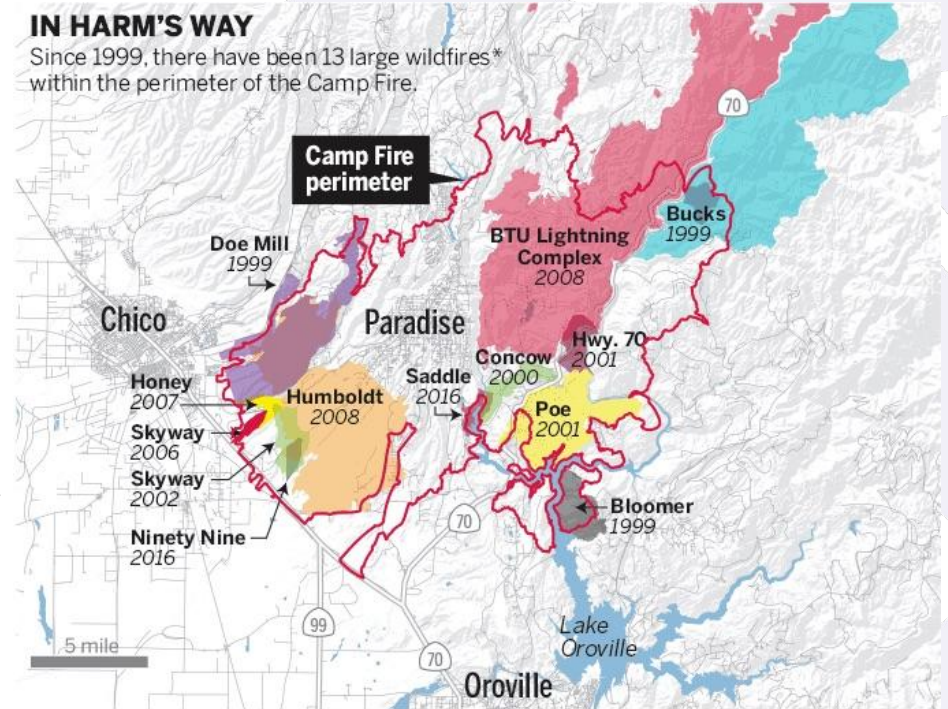 IN HARM'S WAY
Since 1999, there have been 13 large wildfires*
within the perimeter of the Camp Fire.
70
Camp Fire
perimeter
Bucks
1999
BTU Lightning
Complex
2008
Doe Mill
1999
Chico
Paradise
Hwy. 70
2001
Concow
2000
Saddle
2016
Honey
2007
Humboldt
2008
Poe
2001
Skyway
2006
Skyway
2002
Bloomer
1999
70
Ninety Nine
2016
99
Lake
Oroville
5 mile
70
Oroville